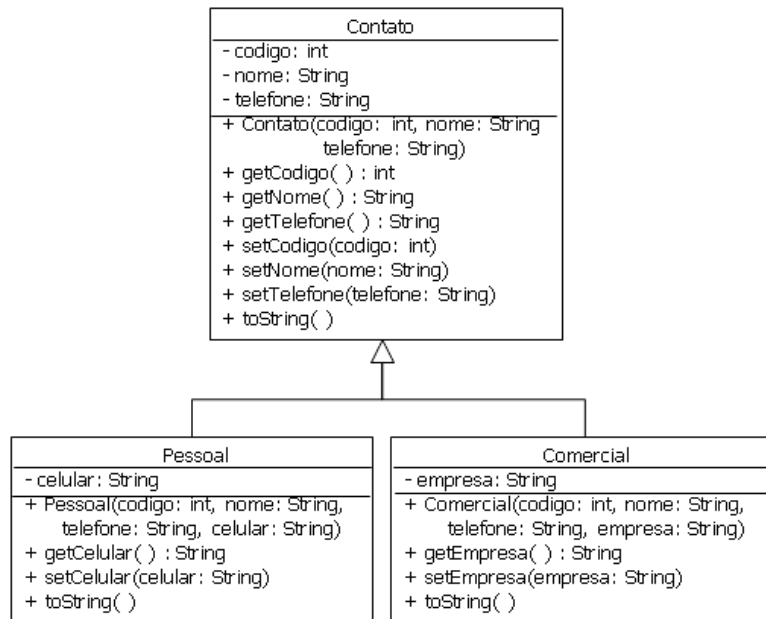 Contato
- codigo: int
- nome: String
- telefone: String
+ Contato(codigo: int, nome: String
telefone: String)
+ getCodigo( ) : int
+ getNome( ) : String
+ getTelefone( ) : String
+ setCodigo(codigo: int)
+ setNome(nome: String)
+ setTelefone(telefone: String)
+ toString( )
Pessoal
- celular: String
+ Pessoal(codigo: int, nome: String,
telefone: String, celular: String)
+ getCelular( ) : String
+ setCelular(celular: String)
+ toString( )
Comercial
- empresa: String
+ Comercial(codigo: int, nome: String,
telefone: String, empresa: String)
+ getEmpresa( ) : String
+ setEmpresa(empresa: String)
+ toString( )